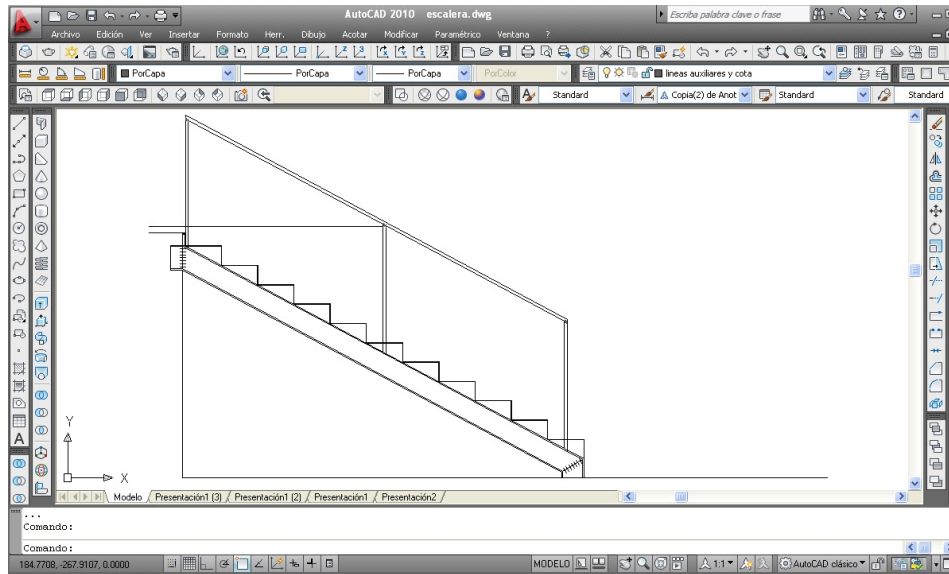 AutoCAD 2010 escalera.dwg
Escriba palabra clave o frase
Archivo Edición Ver Insertar Formato Herr. Dibujo Acotar Modificar Paramétrico Ventana ?
PorCapa PorCapa PorCapa PorColor lineas auxiliares y cota
Standard Copia(2) de Anot Standard Standard
Y
X
Modelo Presentación1 (3) Presentación1 (2) Presentación1 Presentación2
...
Comando:
Comando:
184.7708, -267.9107, 0.0000 MODELO 1:1 AutoCAD clásico